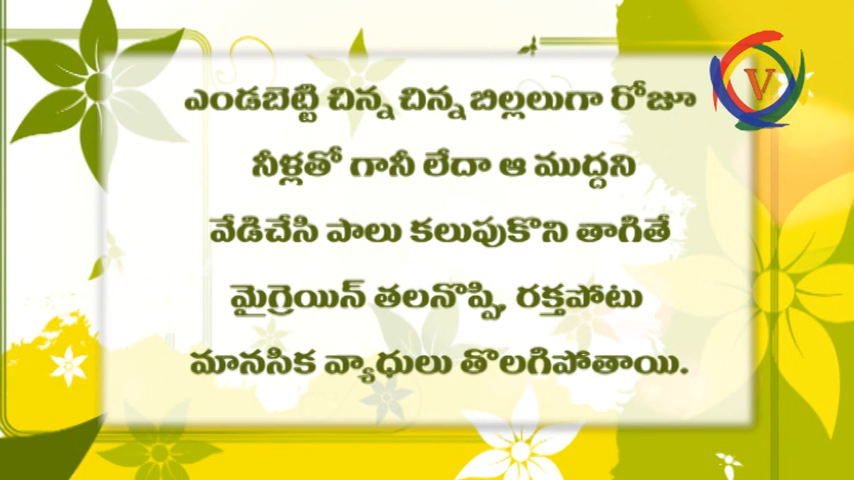 ఎండబెట్టి చిన్న చిన్న బిల్లలుగా రోజూ
నీళ్లతో గానీ లేదా ఆ ముద్దని
వేడిచేసి పాలు కలుపుకొని తాగితే
మైగ్రెయిన్ తలనొప్పి, రక్తపోటు
మానసిక వ్యాధులు తొలగిపోతాయి.
V